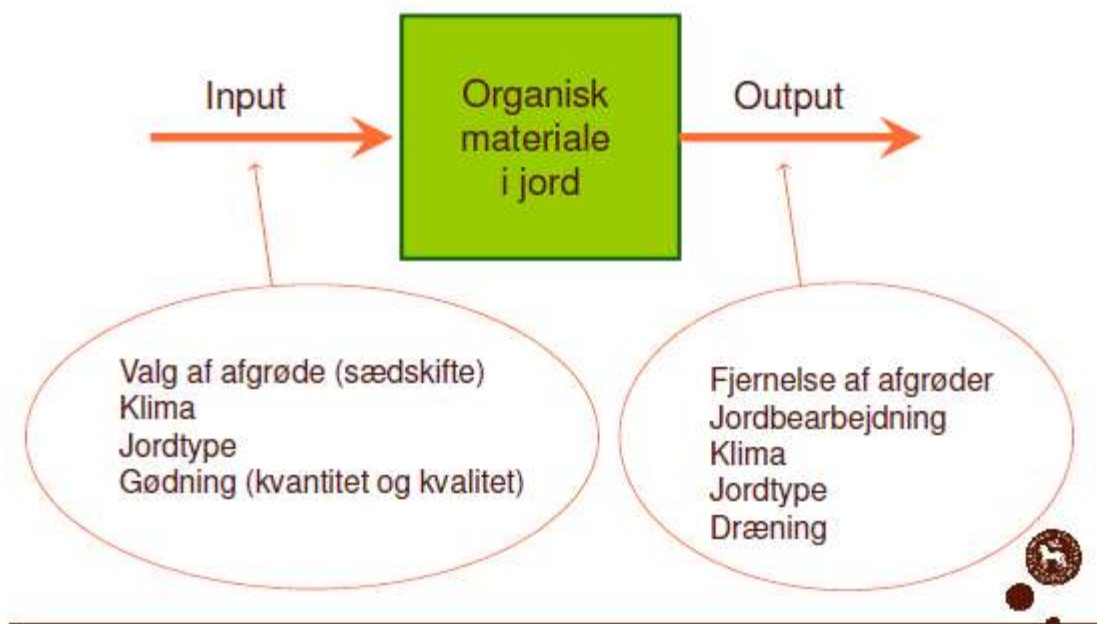 Input
Organisk
materiale
i jord
Output
Valg af afgrøde (sædskifte)
Klima
Jordtype
Gødning (kvantitet og kvalitet)
Fjernelse af afgrøder
Jordbearbejdning
Klima
Jordtype
Dræning